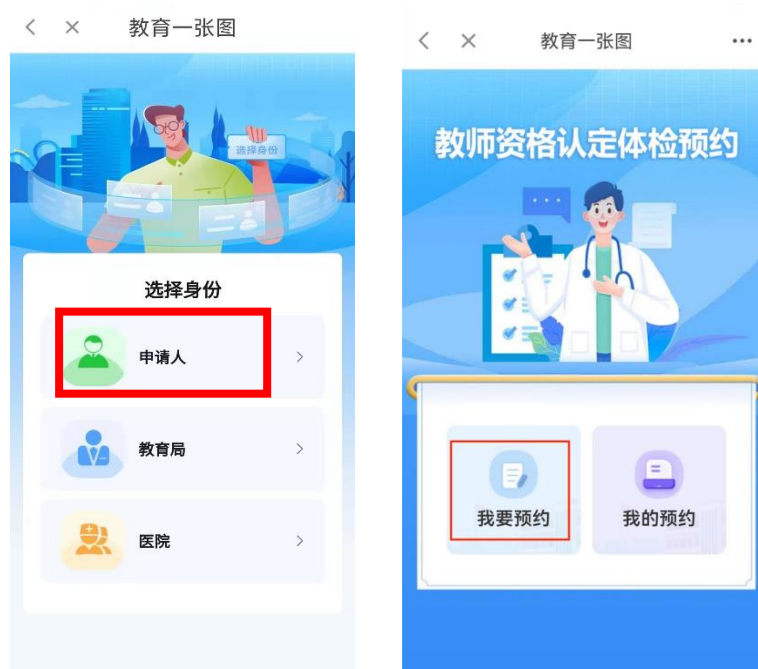 教育一张图
选择身份
选择身份
申请人
教育局
医院
教育一张图
教师资格认定体检预约
我要预约
我的预约